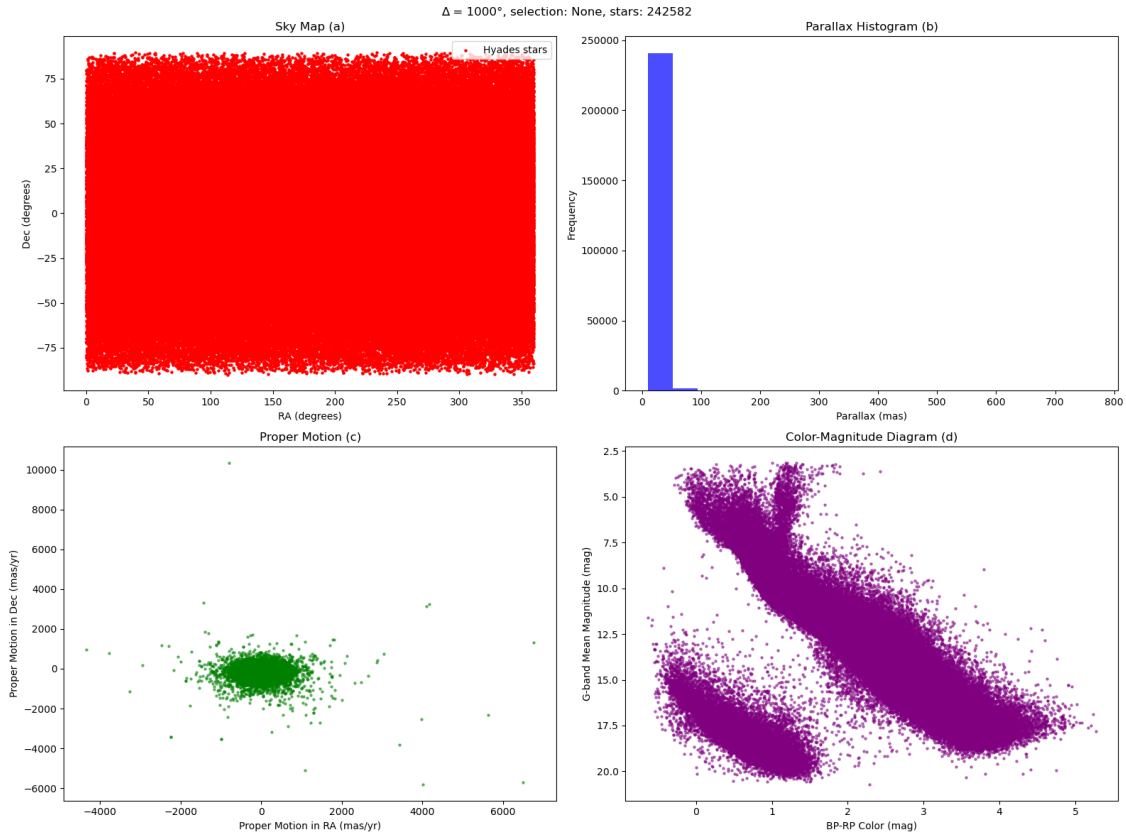 Δ = 1000°, selection: None, stars: 242582
Sky Map (a)
Hyades stars
75
50
25
0
−25
−50
−75
Dec (degrees)
0 50 100 150 200 250 300 350
RA (degrees)
Parallax Histogram (b)
250000
200000
150000
100000
50000
0
Frequency
0 100 200 300 400 500 600 700 800
Parallax (mas)
Proper Motion (c)
10000
8000
6000
4000
2000
0
−2000
−4000
−6000
Proper Motion in Dec (mas/yr)
−4000 −2000 0 2000 4000 6000
Proper Motion in RA (mas/yr)
Color-Magnitude Diagram (d)
2.5
5.0
7.5
10.0
12.5
15.0
17.5
20.0
G-band Mean Magnitude (mag)
0 1 2 3 4 5
BP-RP Color (mag)